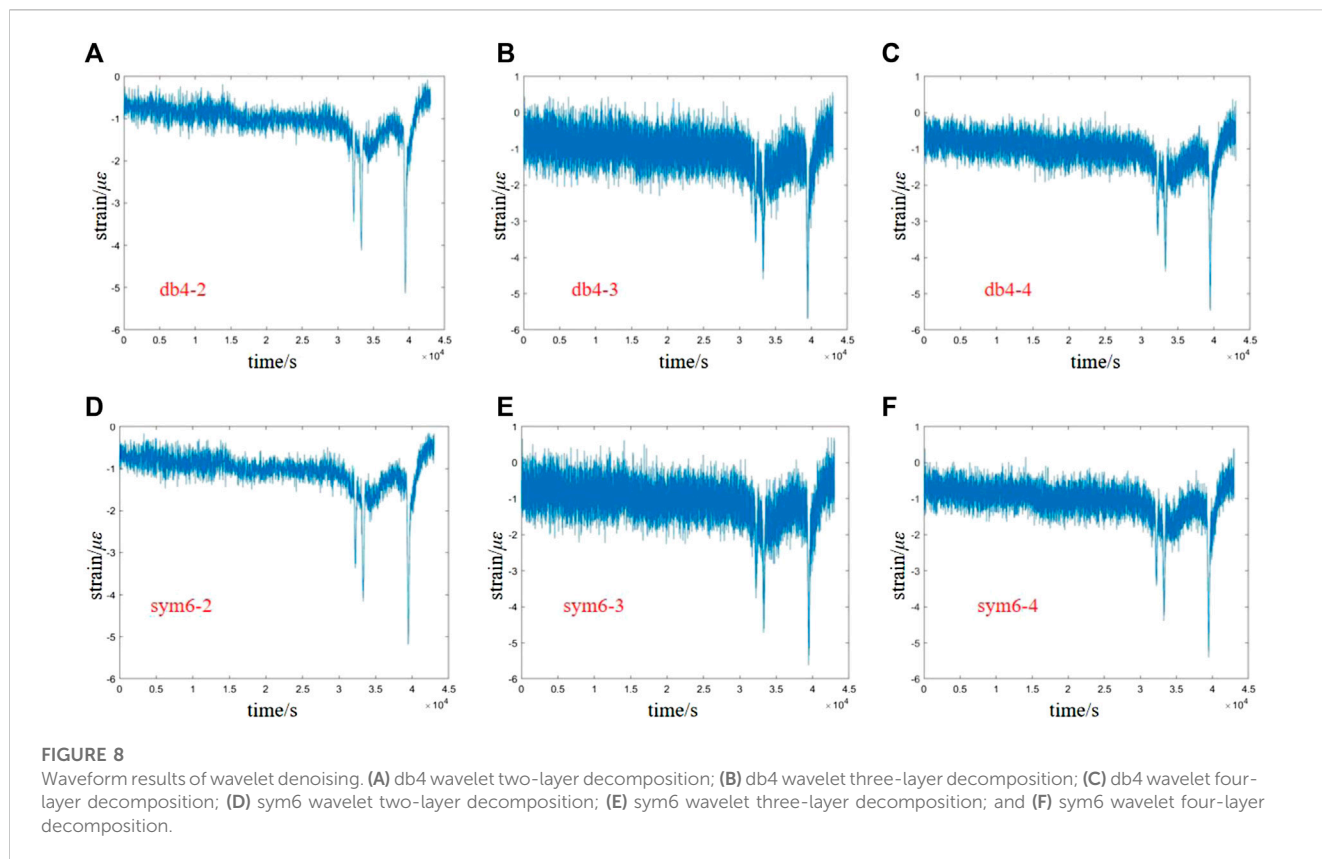 A
B
C
0
-1
-2
-3
-4
-5
-6
strain/με
db4-2
0 0.5 1 1.5 2 2.5 3 3.5 4 4.5
×10⁴
time/s
1
0
-1
-2
-3
-4
-5
-6
strain/με
db4-3
0 0.5 1 1.5 2 2.5 3 3.5 4 4.5
×10⁴
time/s
1
0
-1
-2
-3
-4
-5
-6
strain/με
db4-4
0 0.5 1 1.5 2 2.5 3 3.5 4 4.5
×10⁴
time/s
D
E
F
0
-1
-2
-3
-4
-5
-6
strain/με
sym6-2
0 0.5 1 1.5 2 2.5 3 3.5 4 4.5
×10⁴
time/s
1
0
-1
-2
-3
-4
-5
-6
strain/με
sym6-3
0 0.5 1 1.5 2 2.5 3 3.5 4 4.5
×10⁴
time/s
1
0
-1
-2
-3
-4
-5
-6
strain/με
sym6-4
0 0.5 1 1.5 2 2.5 3 3.5 4 4.5
×10⁴
time/s
FIGURE 8
Waveform results of wavelet denoising. (A) db4 wavelet two-layer decomposition; (B) db4 wavelet three-layer decomposition; (C) db4 wavelet four-
layer decomposition; (D) sym6 wavelet two-layer decomposition; (E) sym6 wavelet three-layer decomposition; and (F) sym6 wavelet four-layer
decomposition.